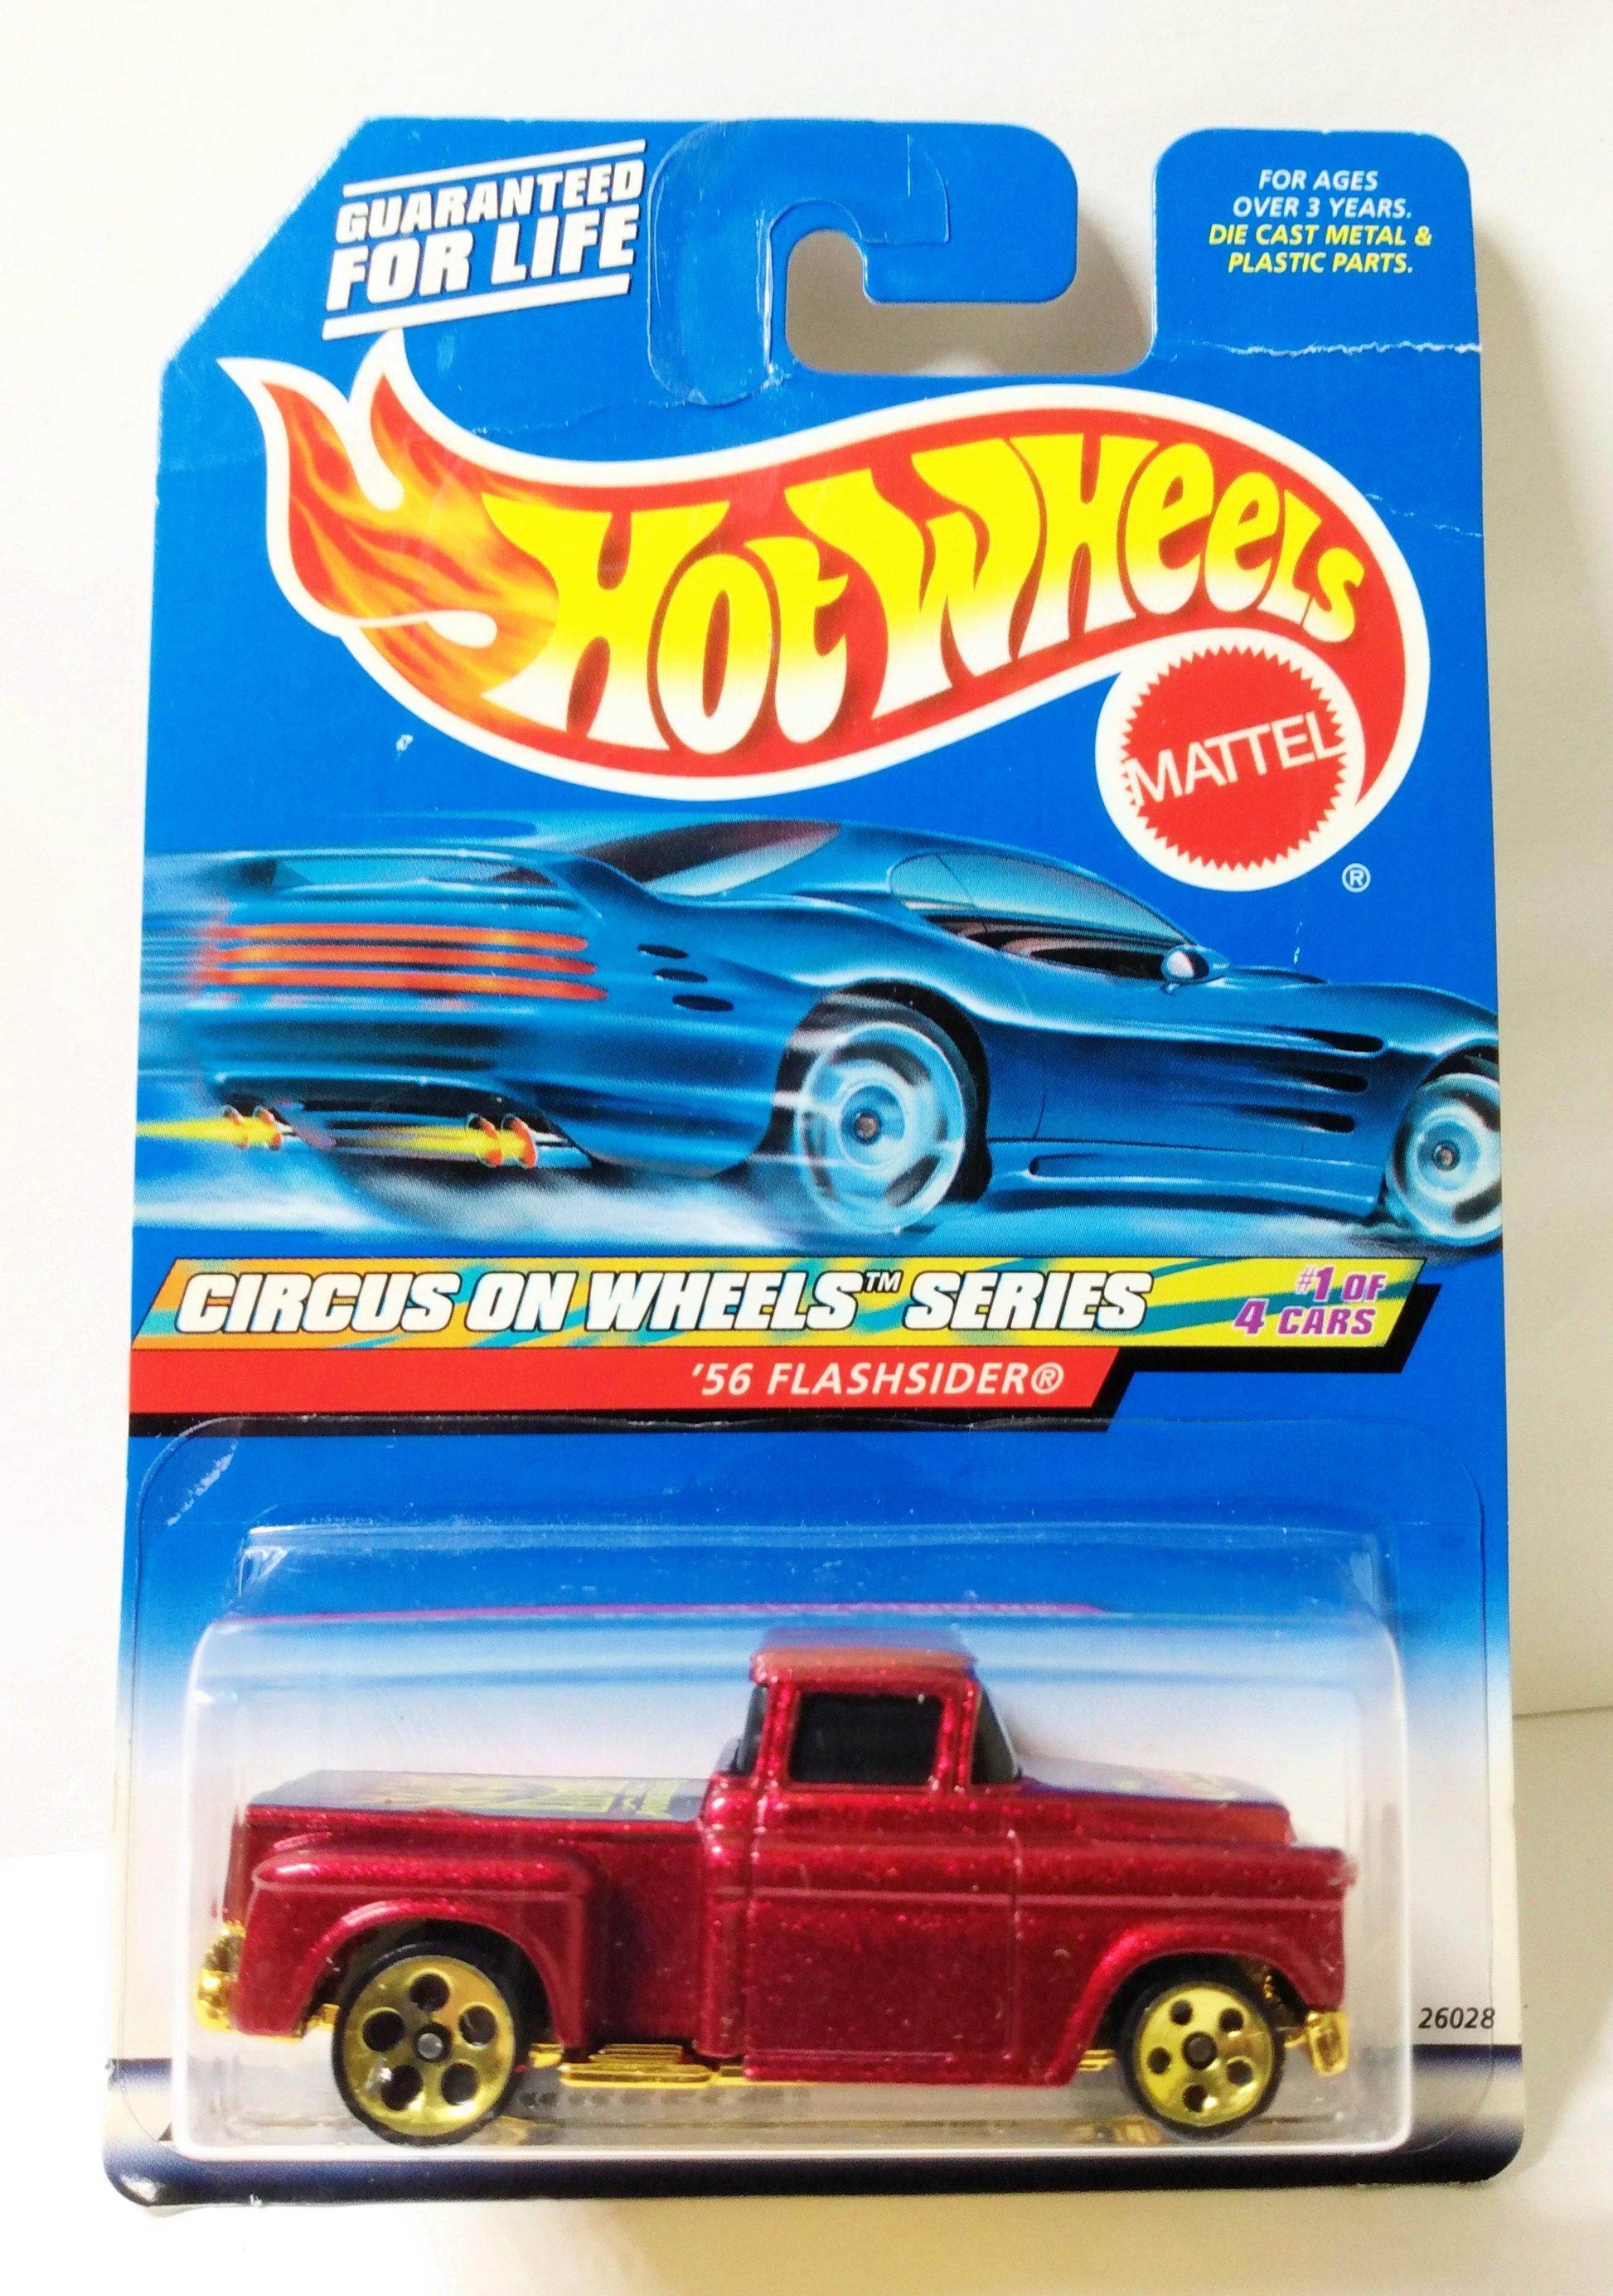 GUARANTEED
FOR LIFE
FOR AGES
OVER 3 YEARS.
DIE CAST METAL &
PLASTIC PARTS.
HOT WHEELS
MATTEL
®
CIRCUS ON WHEELS™ SERIES
#1 OF
4 CARS
'56 FLASHSIDER®
26028